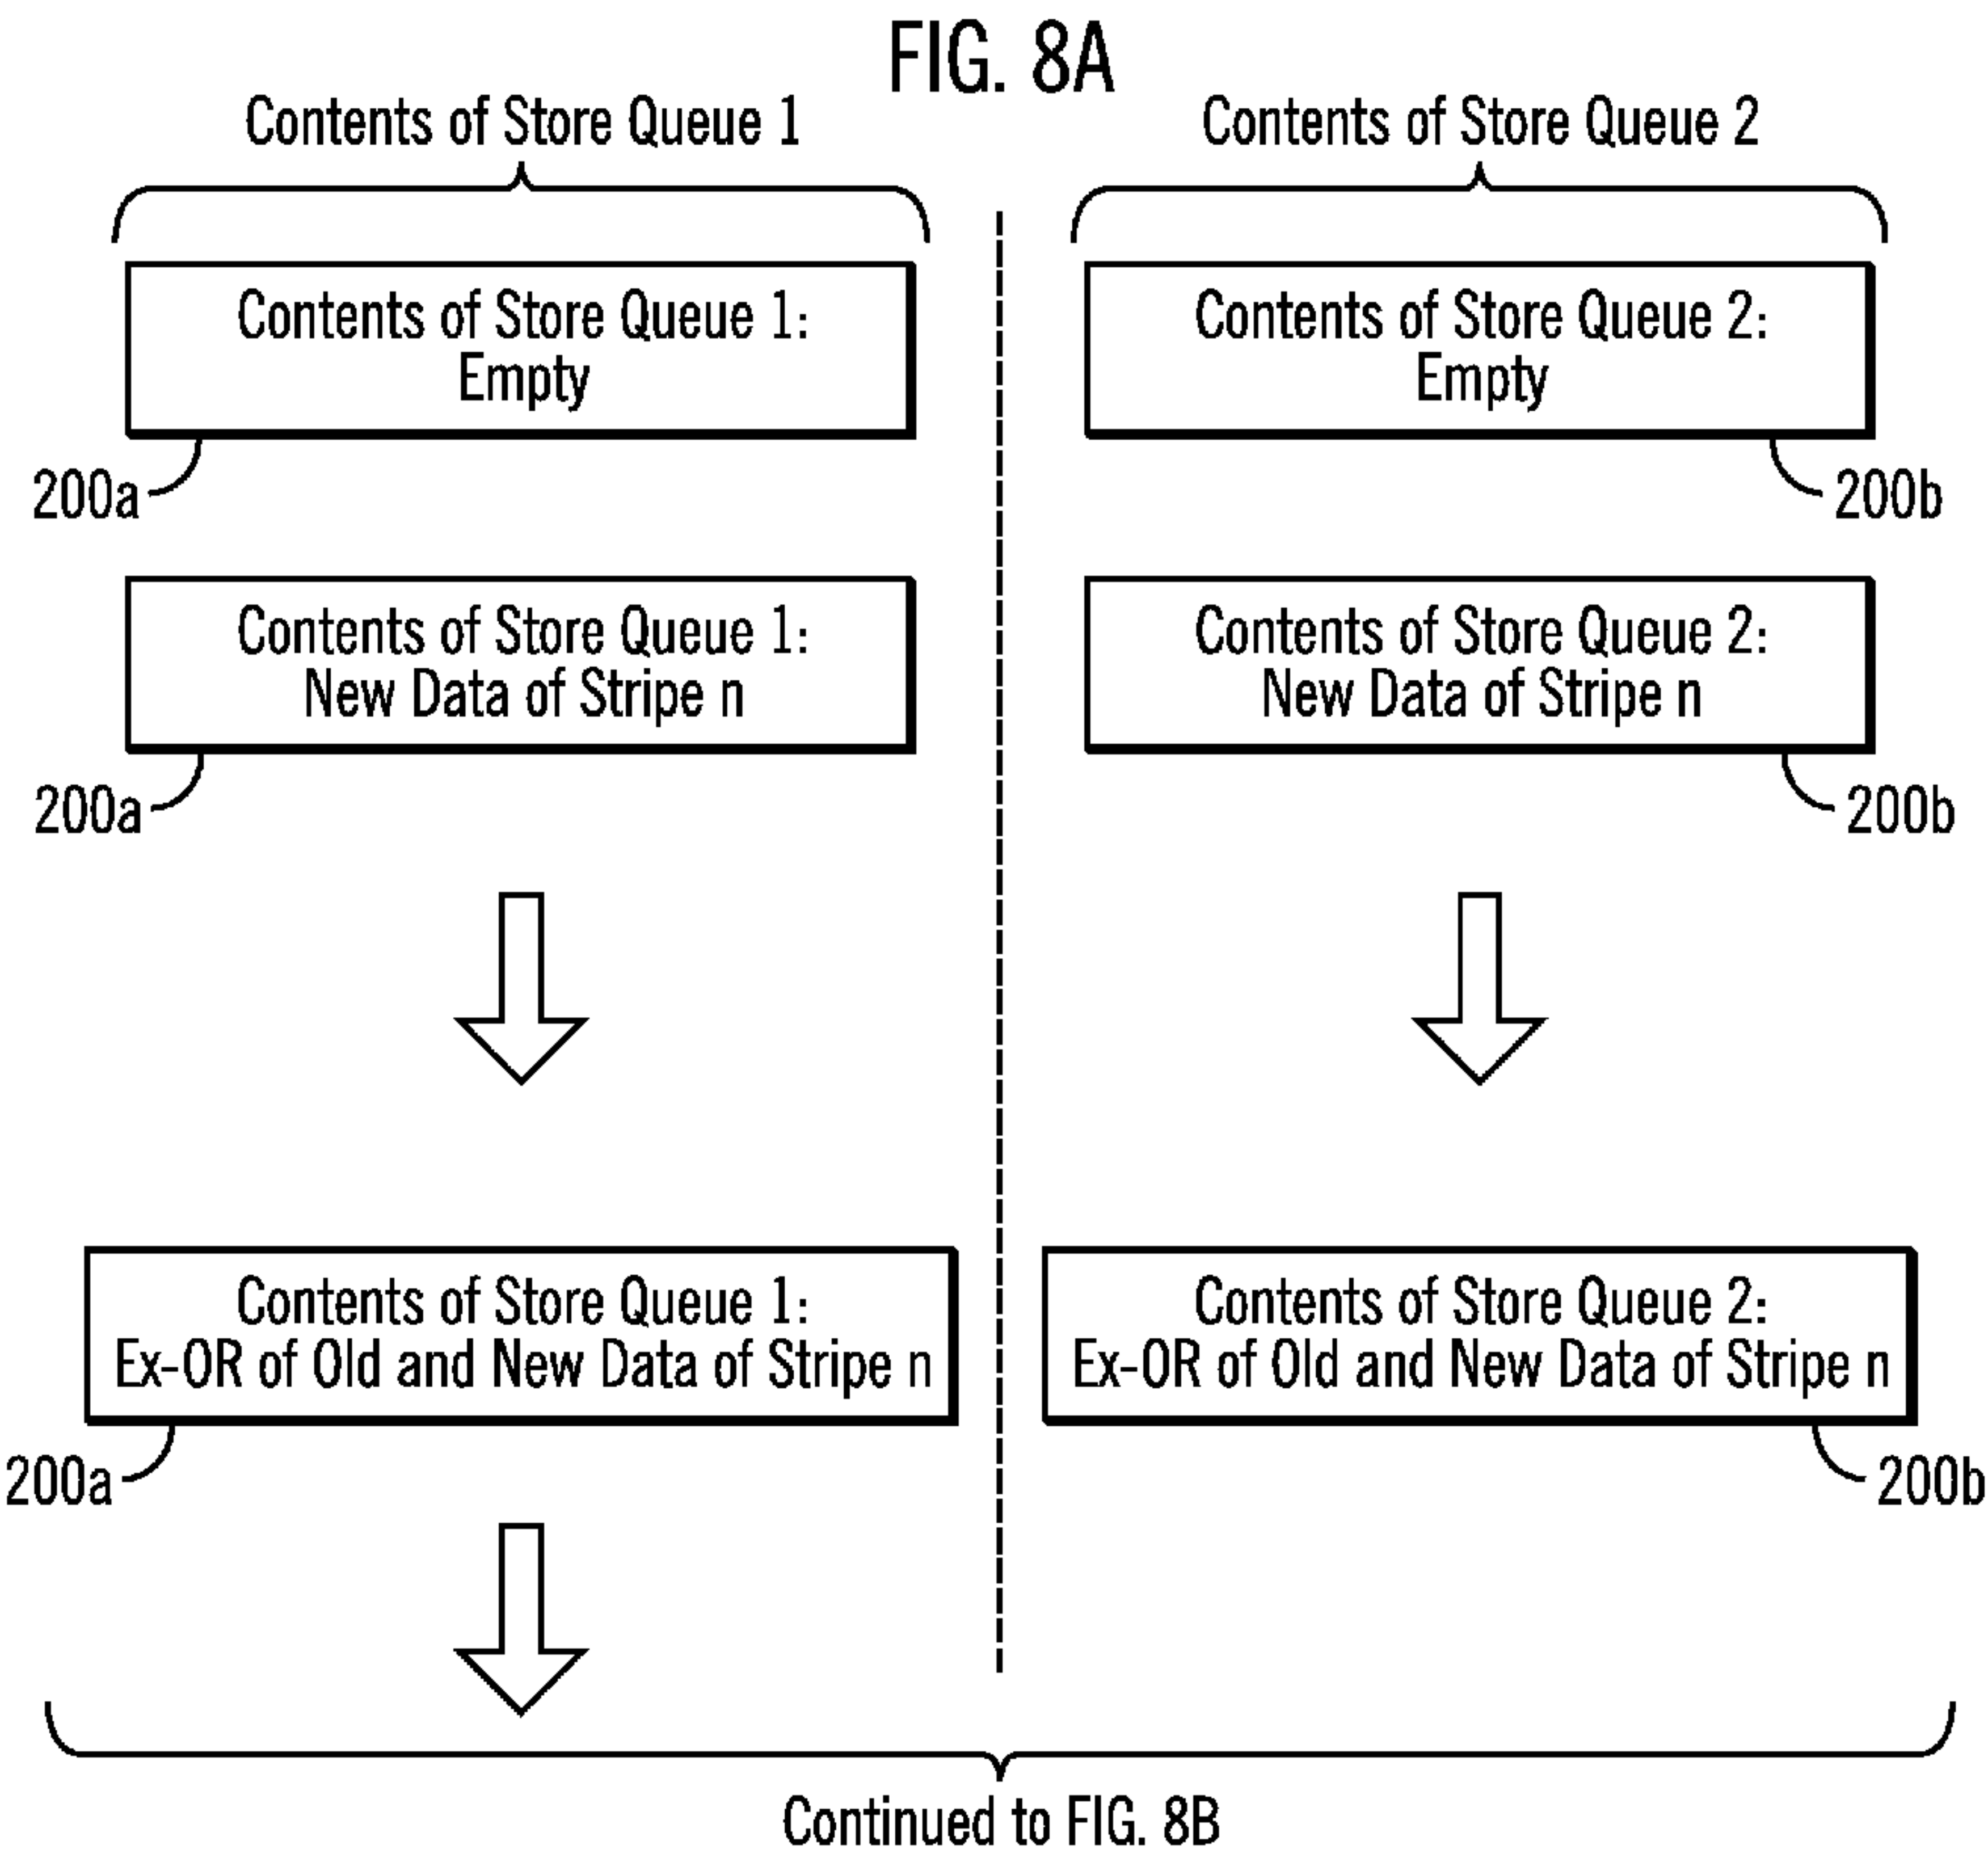 FIG. 8A
Contents of Store Queue 1
Contents of Store Queue 2
Contents of Store Queue 1:
Empty
200a
Contents of Store Queue 2:
Empty
200b
Contents of Store Queue 1:
New Data of Stripe n
200a
Contents of Store Queue 2:
New Data of Stripe n
200b
Contents of Store Queue 1:
Ex-OR of Old and New Data of Stripe n
200a
Contents of Store Queue 2:
Ex-OR of Old and New Data of Stripe n
200b
Continued to FIG. 8B